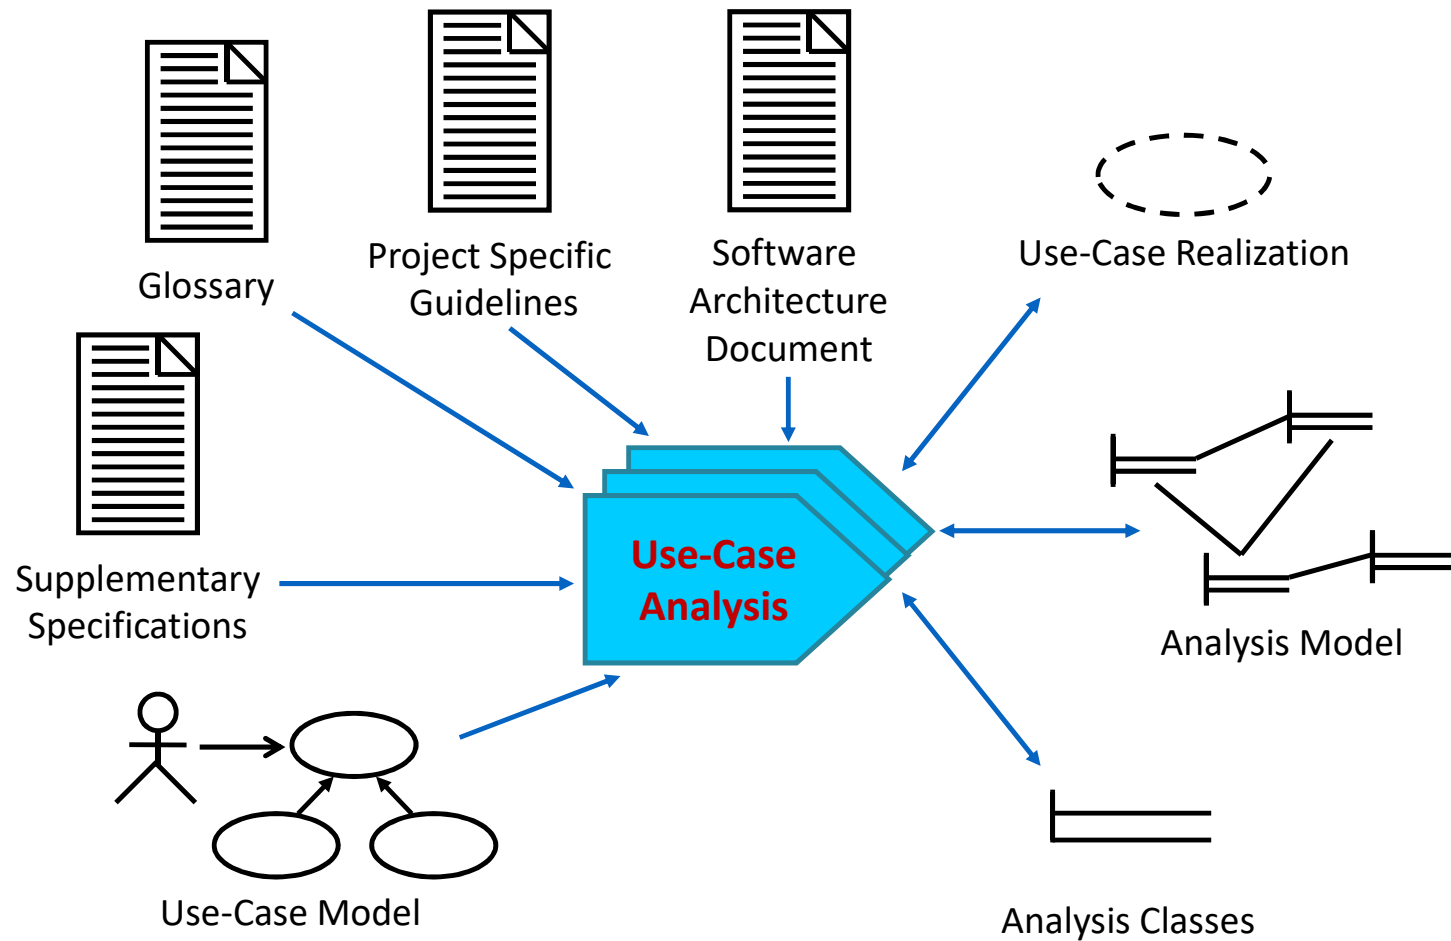 Glossary
Project Specific
Guidelines
Software
Architecture
Document
Use-Case Realization
Supplementary
Specifications
Use-Case
Analysis
Analysis Model
Use-Case Model
Analysis Classes